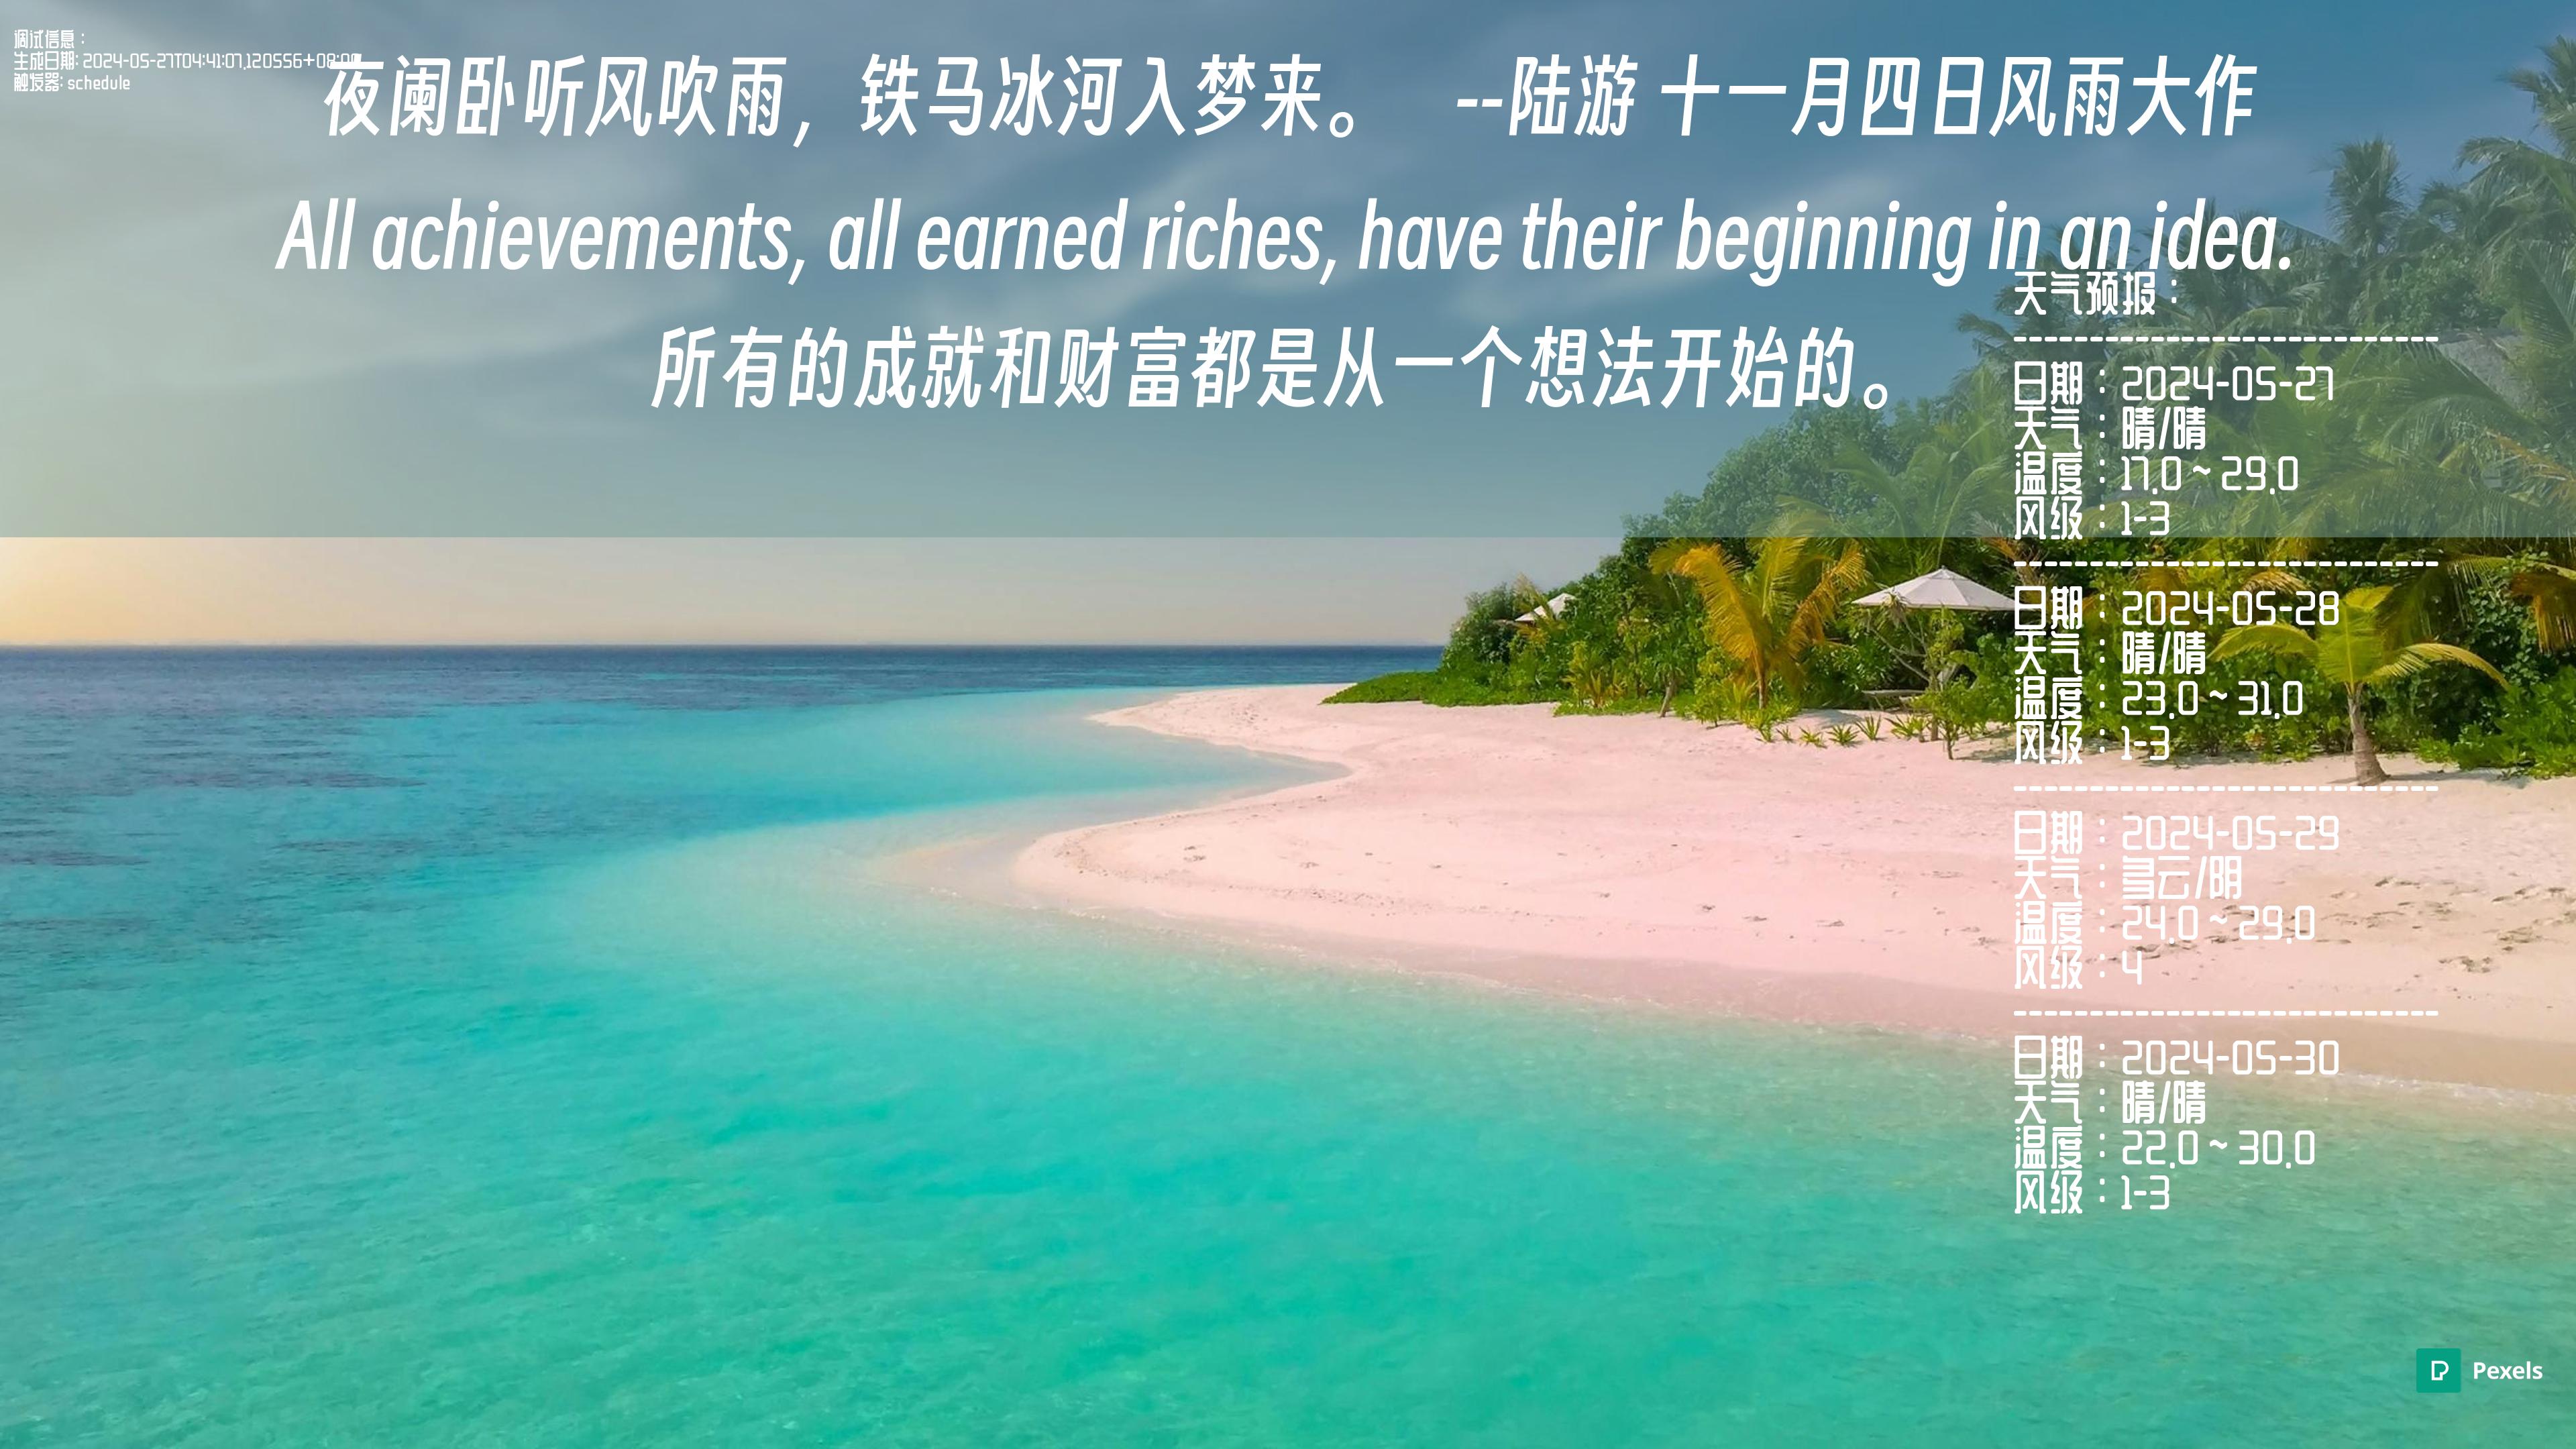 调试信息：
生成日期: 2024-05-27T04:41:07.120556+08:00
触发器: schedule
夜阑卧听风吹雨，铁马冰河入梦来。 --陆游 十一月四日风雨大作
All achievements, all earned riches, have their beginning in an idea.
所有的成就和财富都是从一个想法开始的。
天气预报：
----------------------------
日期：2024-05-27
天气：晴/晴
温度：17.0 ~ 29.0
风级：1-3
----------------------------
日期：2024-05-28
天气：晴/晴
温度：23.0 ~ 31.0
风级：1-3
----------------------------
日期：2024-05-29
天气：多云/阴
温度：24.0 ~ 29.0
风级：4
----------------------------
日期：2024-05-30
天气：晴/晴
温度：22.0 ~ 30.0
风级：1-3
Pexels